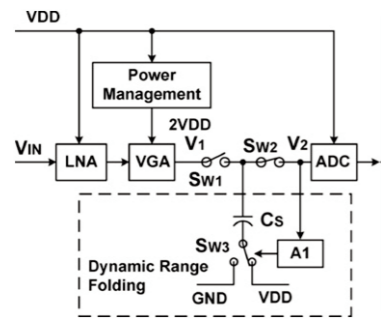 VDD
Power
Management
2VDD
VIN
LNA
VGA
V1
SW1
SW2
V2
ADC
CS
SW3
A1
Dynamic Range
Folding
GND
VDD